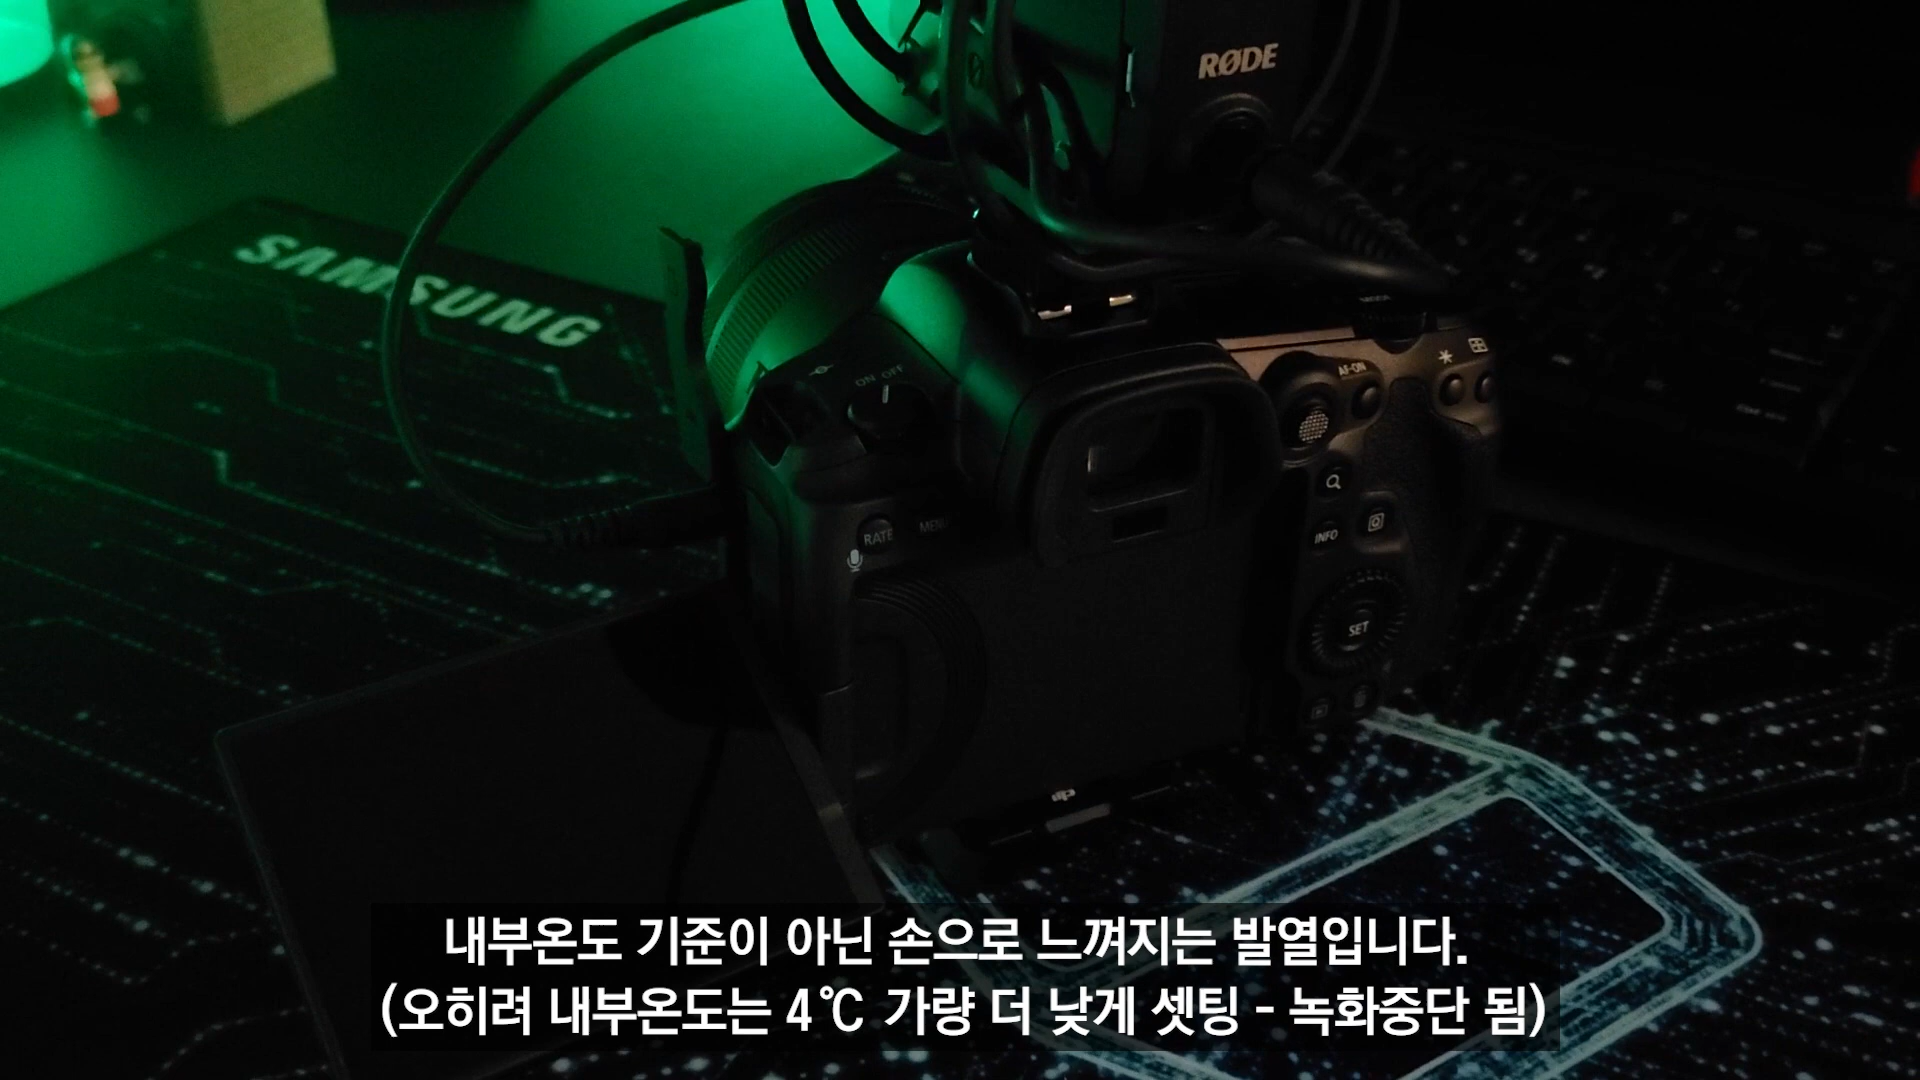 RØDE
SAMSUNG
ON OFF
AF-ON
RATE
MENU
INFO
SET
dji
내부온도 기준이 아닌 손으로 느껴지는 발열입니다.
(오히려 내부온도는 4℃ 가량 더 낮게 셋팅 - 녹화중단 됨)